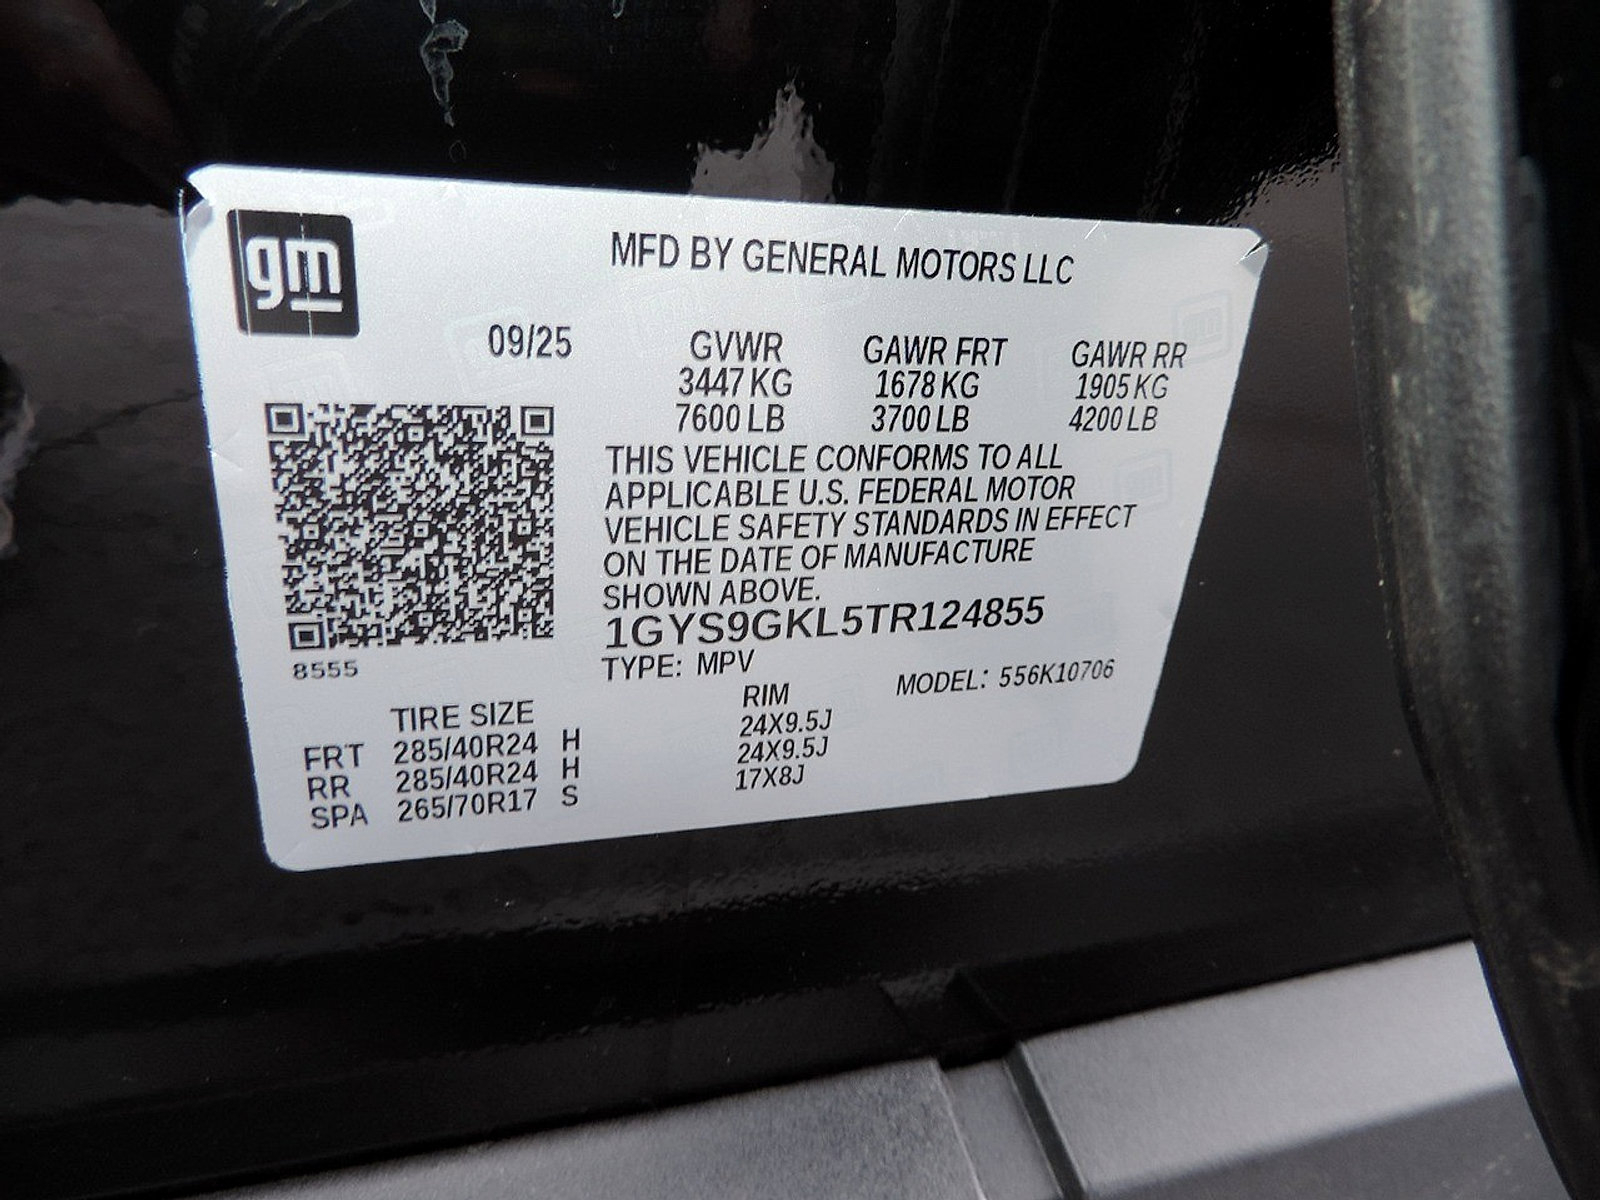 gm
MFD BY GENERAL MOTORS LLC
09/25 GVWR GAWR FRT GAWR RR
3447 KG 1678 KG 1905 KG
7600 LB 3700 LB 4200 LB
THIS VEHICLE CONFORMS TO ALL
APPLICABLE U.S. FEDERAL MOTOR
VEHICLE SAFETY STANDARDS IN EFFECT
ON THE DATE OF MANUFACTURE
SHOWN ABOVE.
1GYS9GKL5TR124855
8555
TYPE: MPV MODEL: 556K10706
TIRE SIZE RIM
FRT 285/40R24 H 24X9.5J
RR 285/40R24 H 24X9.5J
SPA 265/70R17 S 17X8J